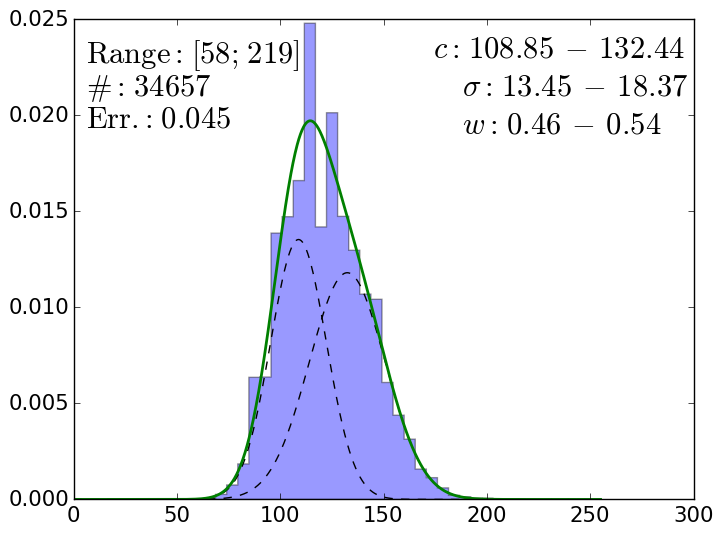 0.025
0.020
0.015
0.010
0.005
0.000
Range: [58; 219]
#: 34657
Err.: 0.045
c: 108.85 − 132.44
σ: 13.45 − 18.37
w: 0.46 − 0.54
0 50 100 150 200 250 300